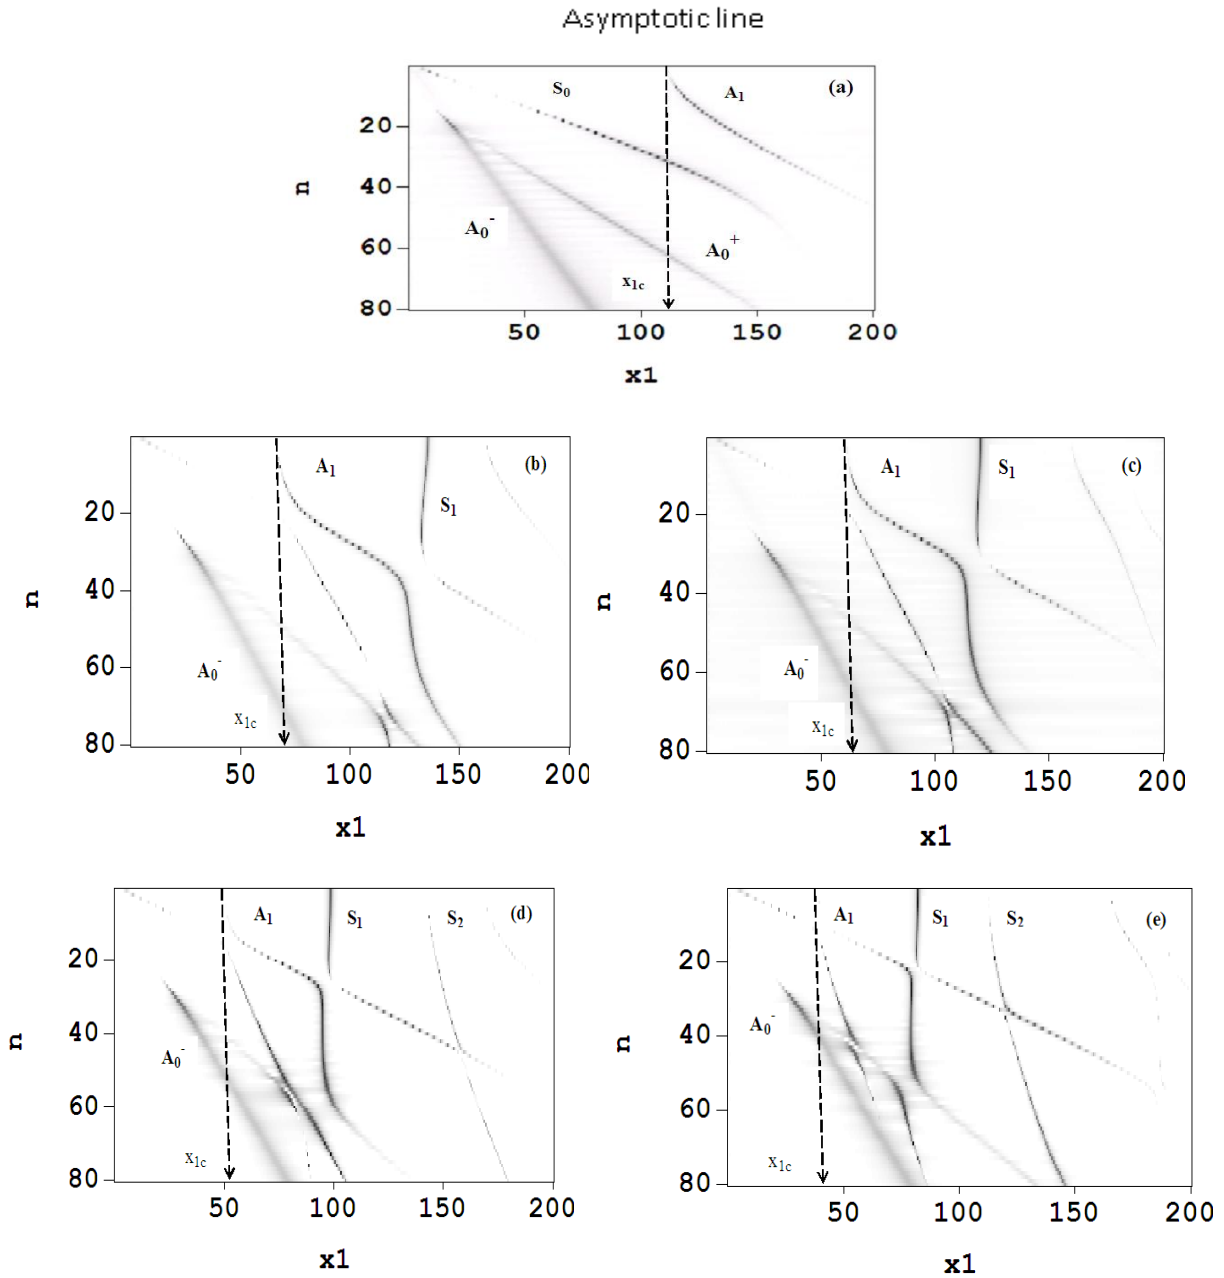 Asymptotic line
S0 A1 (a)
20
40
n
A0- A0+
60
x1c
80
50 100 150 200
x1
A1 (b)
S1
20
40
n
60
A0-
x1c
80
50 100 150 200
x1
A1 S1 (c)
20
40
n
60
A0-
x1c
80
50 100 150 200
x1
A1 S1 S2 (d)
20
40
n
A0-
60
x1c
80
50 100 150 200
x1
A1 S1 S2 (e)
20
A0-
40
n
60
x1c
80
50 100 150 200
x1